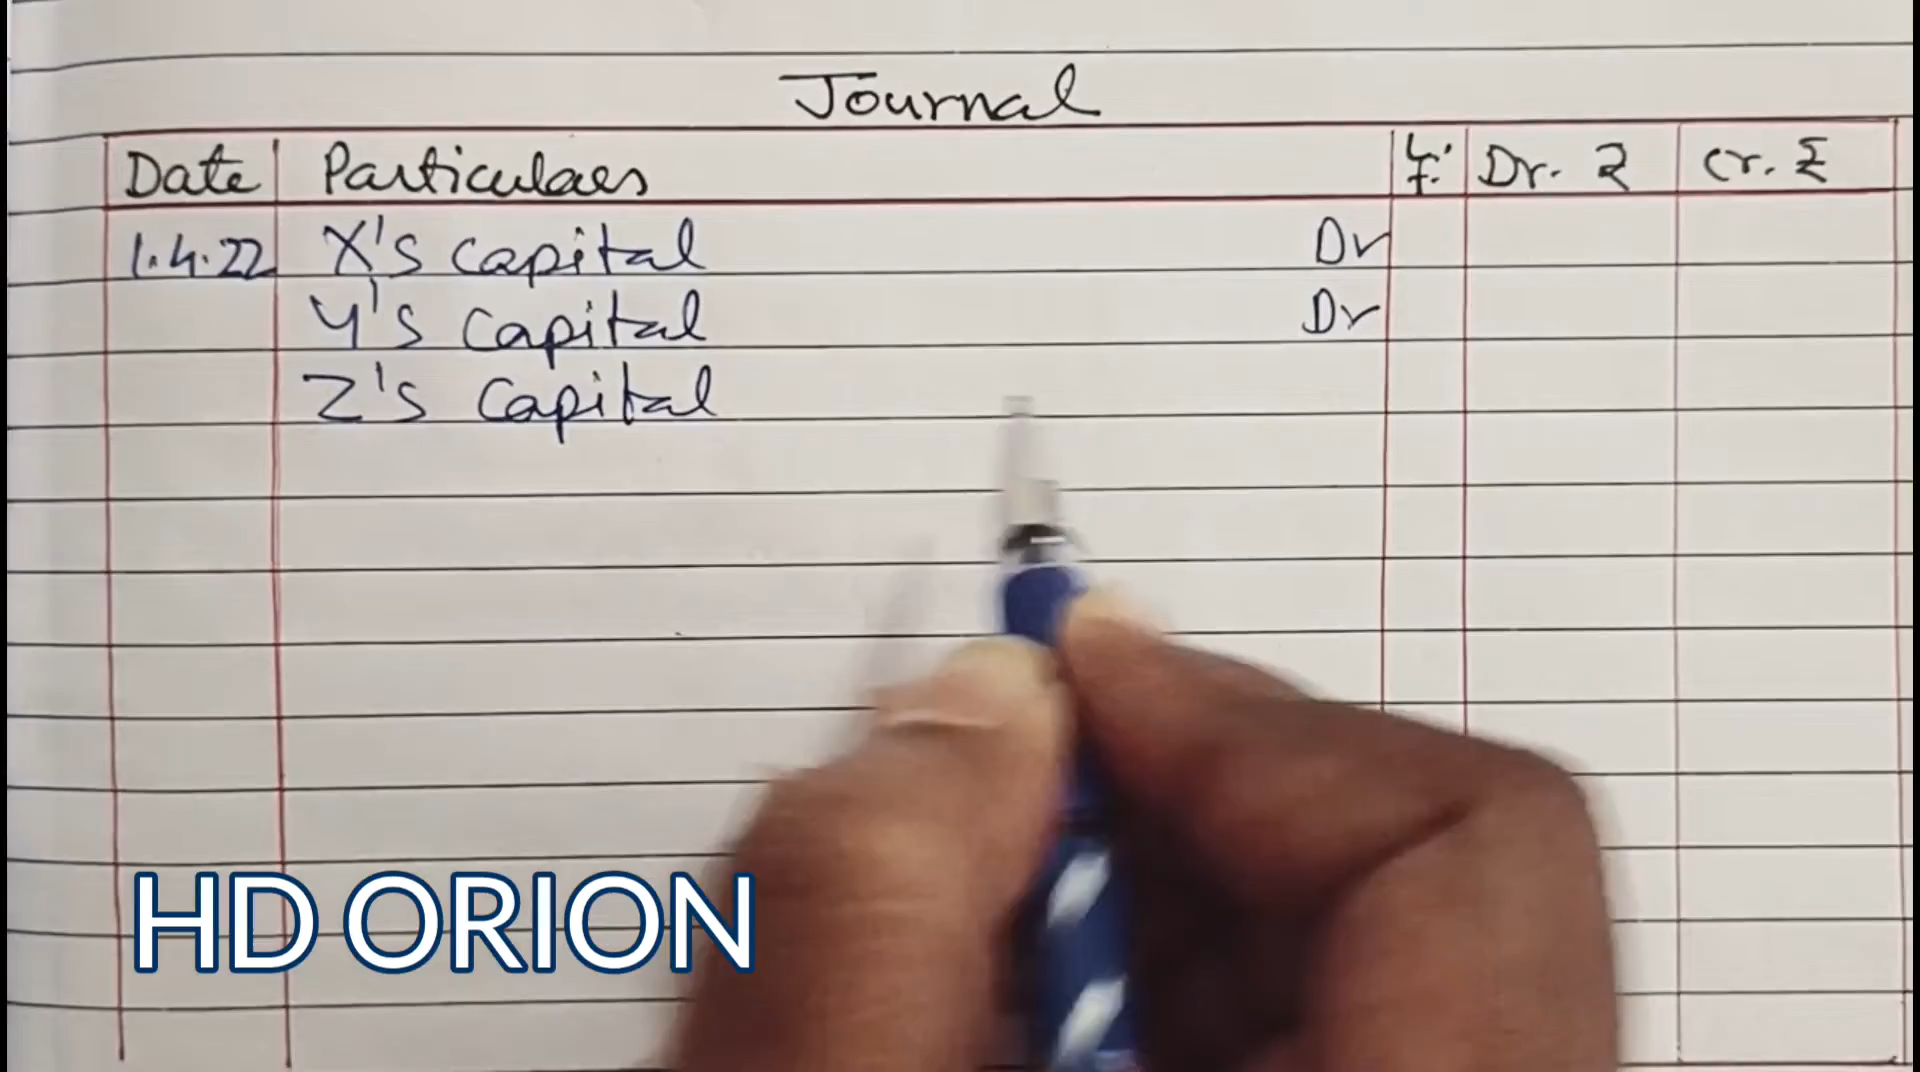 Journal
Date Particulars L.F. Dr. ₹ Cr. ₹
1.4.22 X's Capital Dr
Y's Capital Dr
Z's Capital
HD ORION